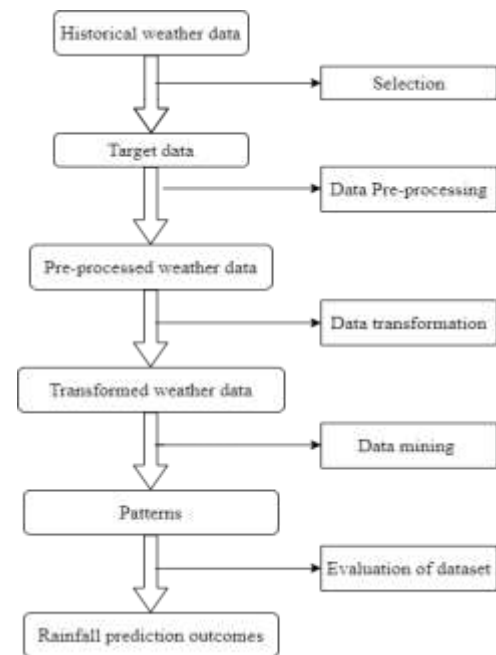 Historical weather data
Selection
Target data
Data Pre-processing
Pre-processed weather data
Data transformation
Transformed weather data
Data mining
Patterns
Evaluation of dataset
Rainfall prediction outcomes